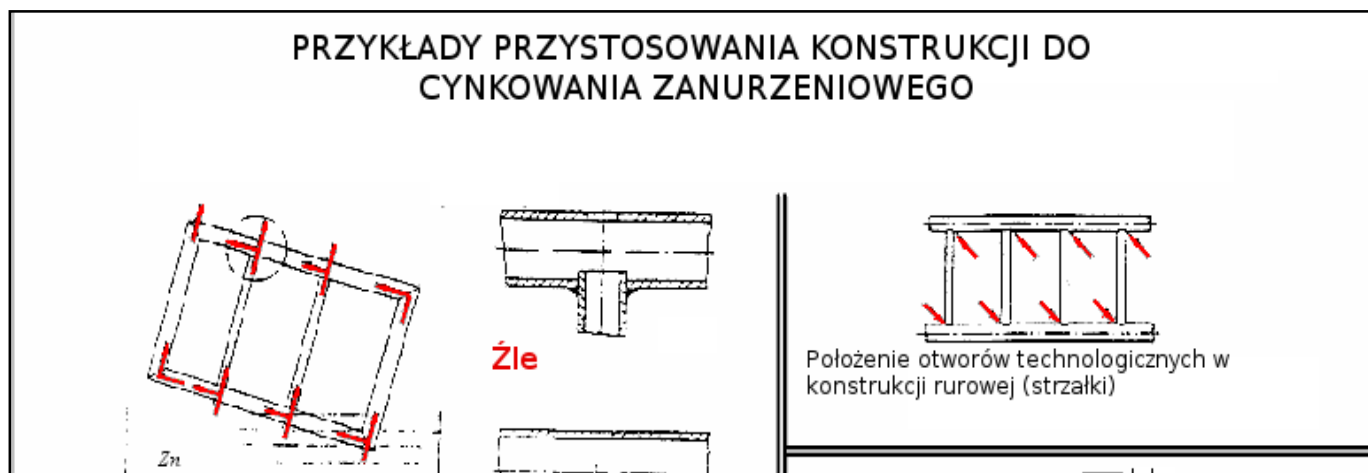 PRZYKŁADY PRZYSTOSOWANIA KONSTRUKCJI DO
CYNKOWANIA ZANURZENIOWEGO
Źle
Położenie otworów technologicznych w
konstrukcji rurowej (strzałki)
Zn